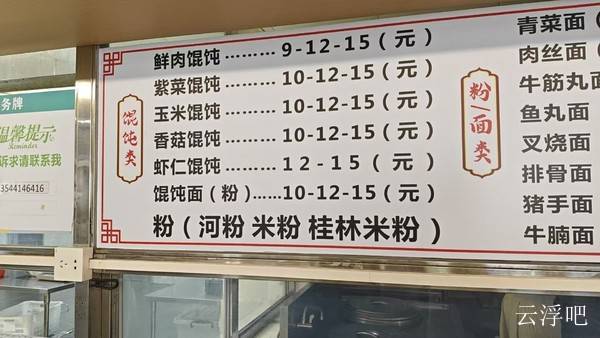 务牌
温馨提示
Reminder
诉求请联系我
3544146416
馄饨类
鲜肉馄饨………9-12-15（元）
紫菜馄饨………10-12-15（元）
玉米馄饨………10-12-15（元）
香菇馄饨………10-12-15（元）
虾仁馄饨………12-15（元）
馄饨面（粉）……10-12-15（元）
粉（河粉 米粉 桂林米粉）
粉/面类
青菜面（
肉丝面（
牛筋丸面
鱼丸面
叉烧面
排骨面
猪手面
牛腩面
云浮吧